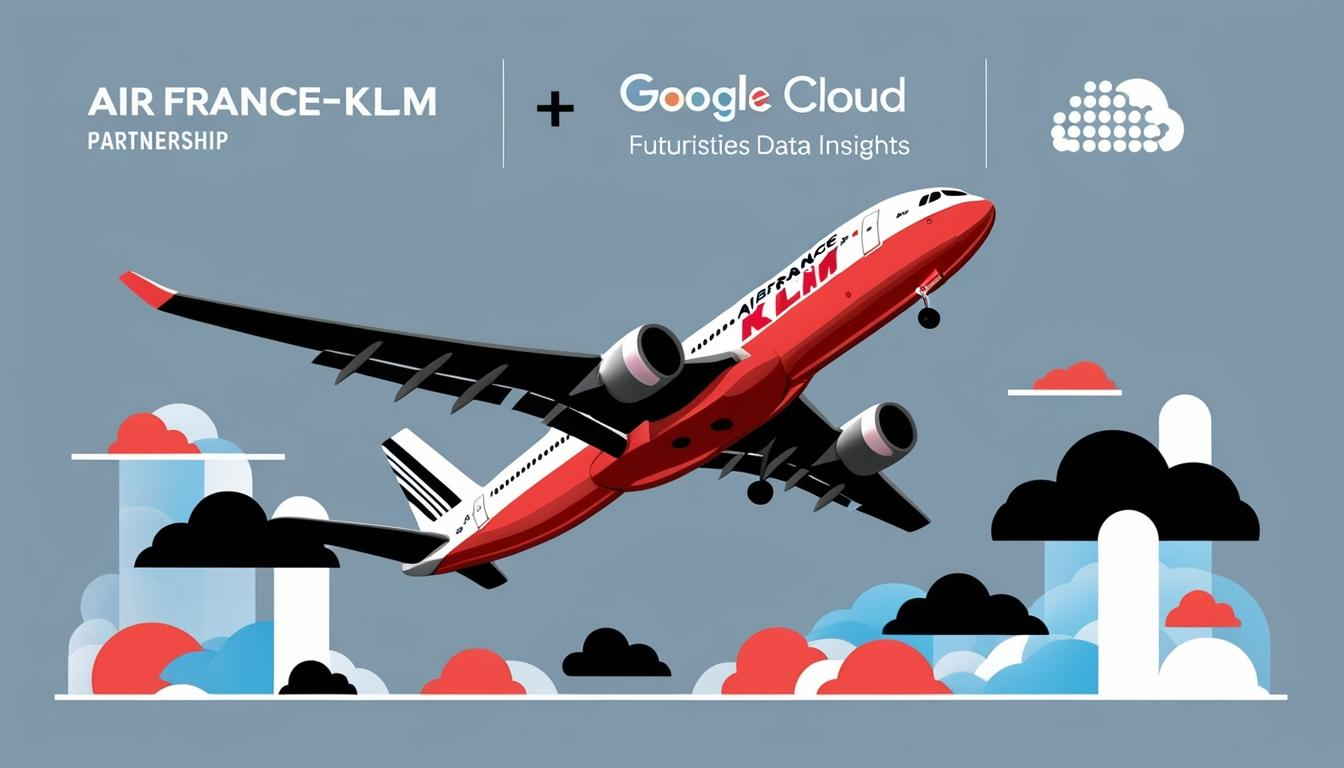 AIR FRANCE-KLM
PARTNERSHIP
+
Google Cloud
Futuristies Data Insights
AIRFRANCE
KLM